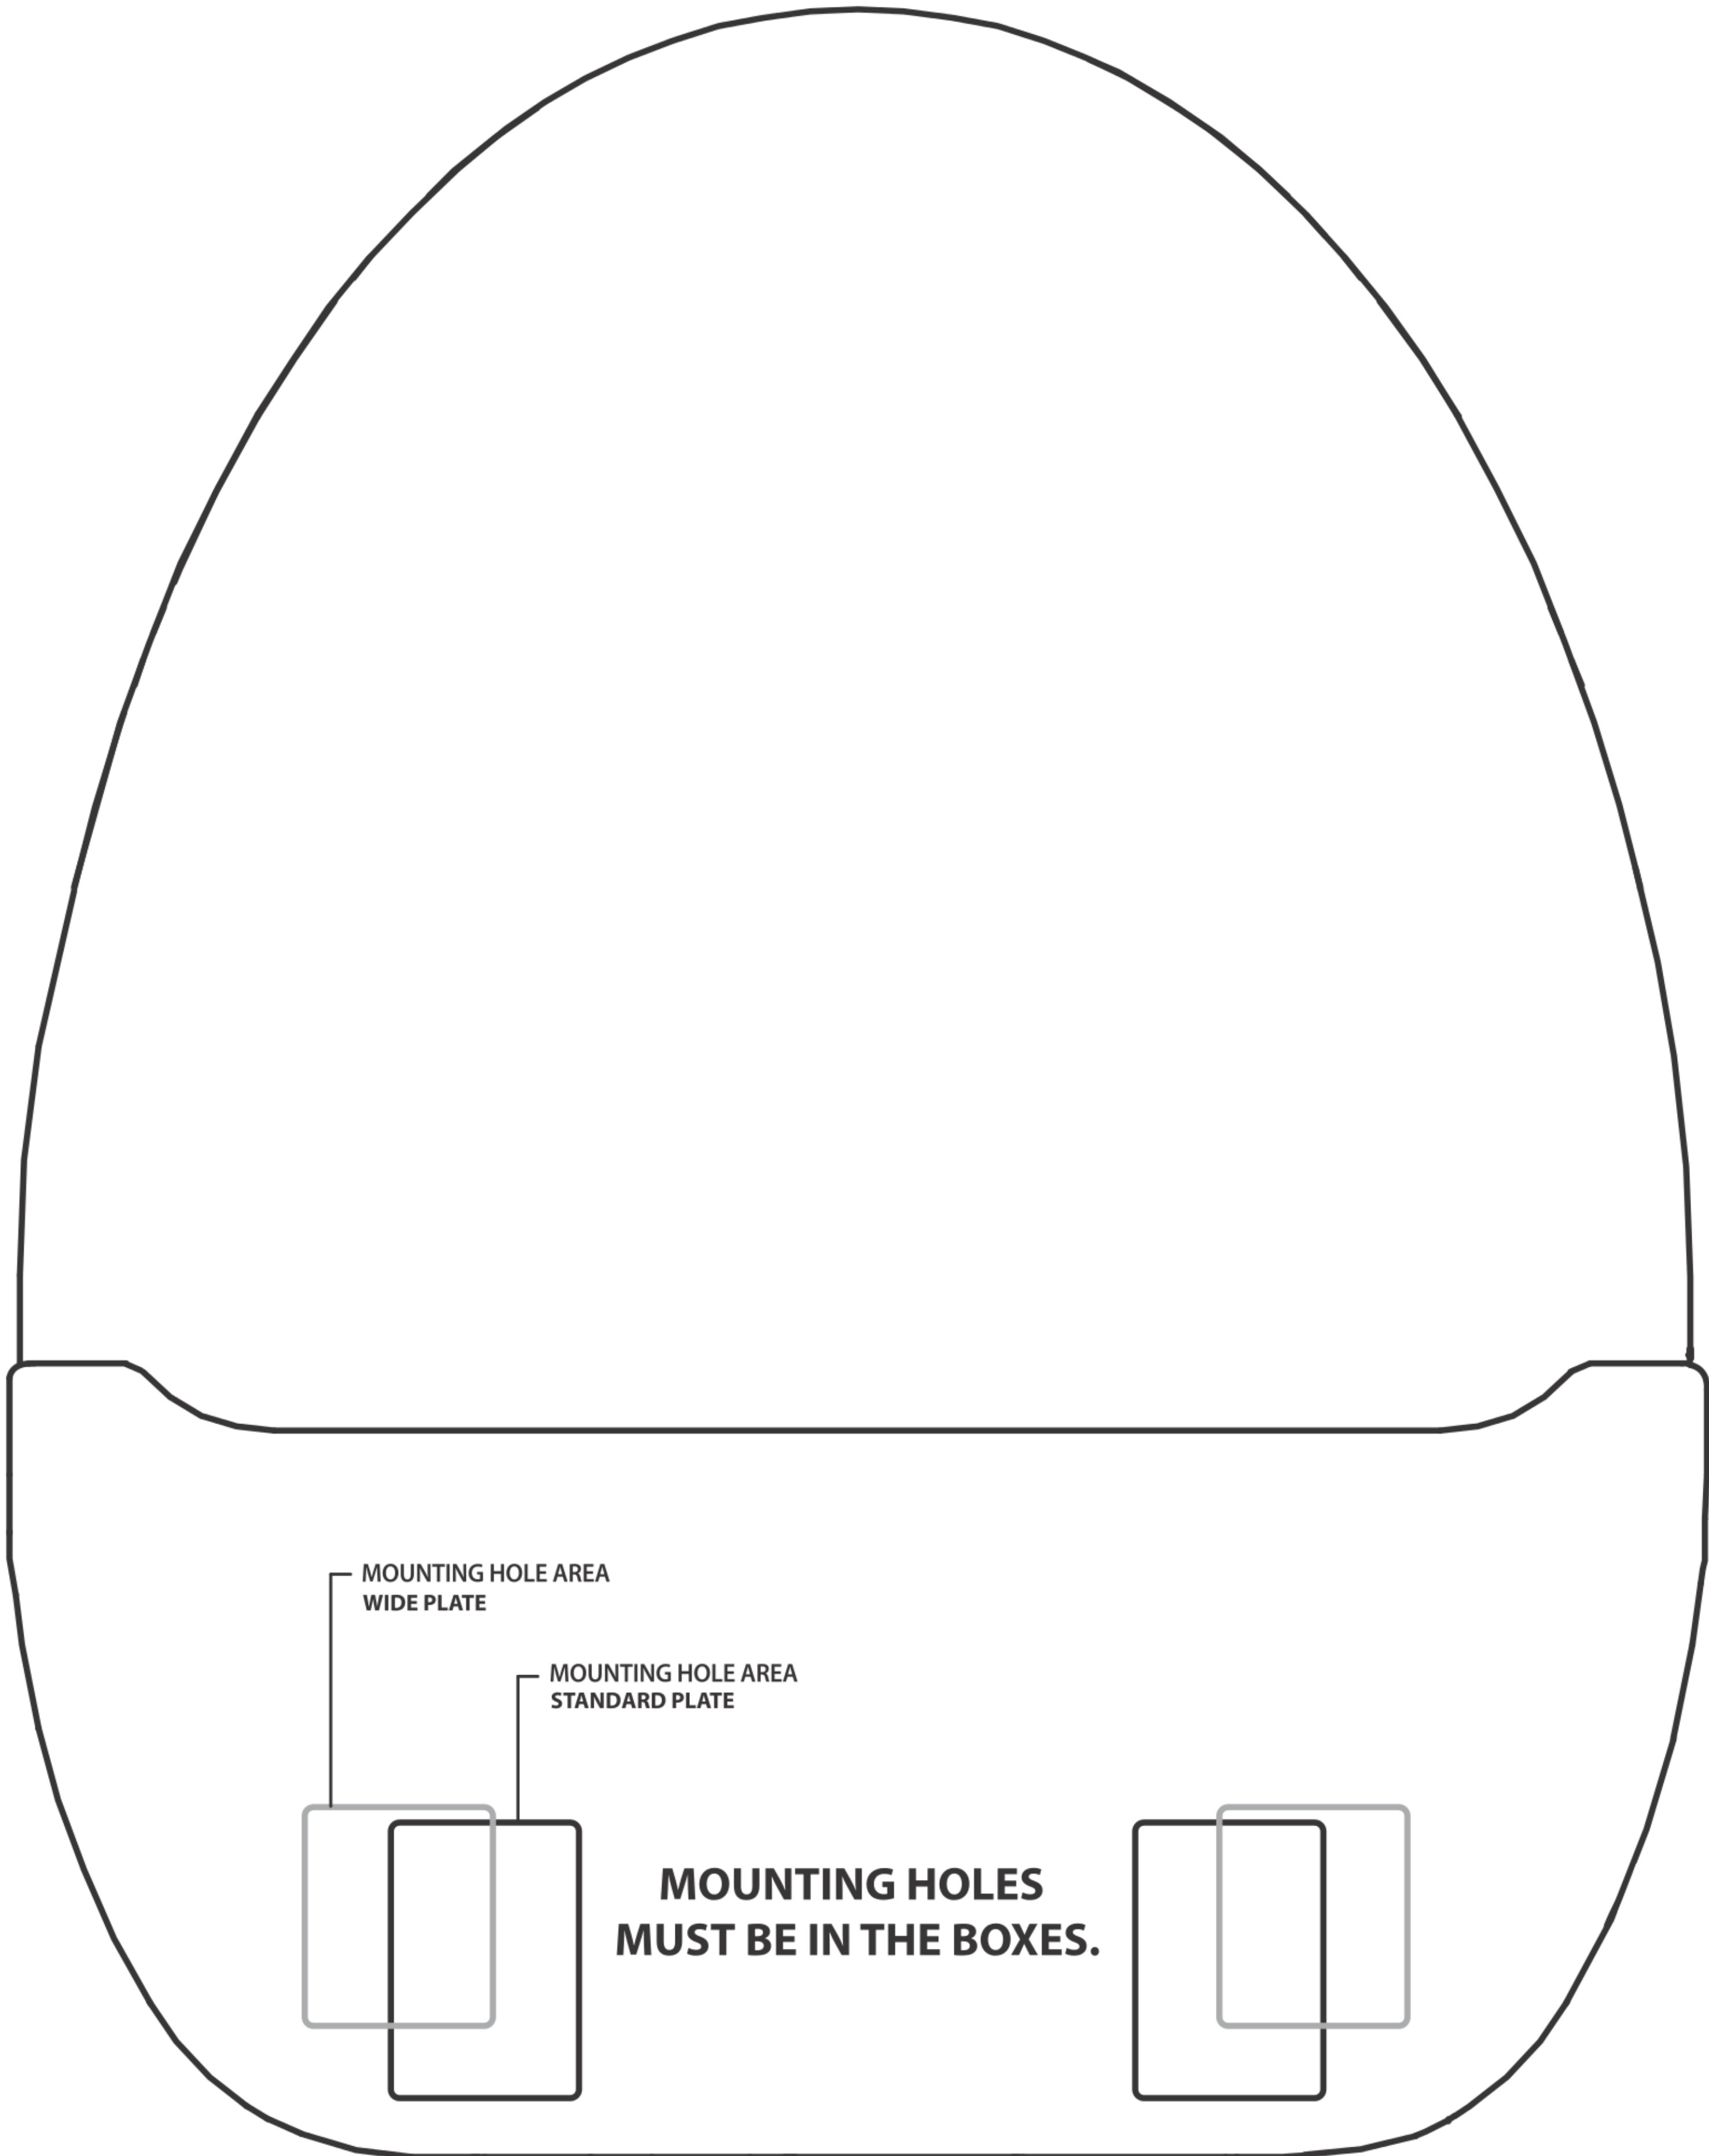 MOUNTING HOLE AREA
WIDE PLATE
MOUNTING HOLE AREA
STANDARD PLATE
MOUNTING HOLES
MUST BE IN THE BOXES.